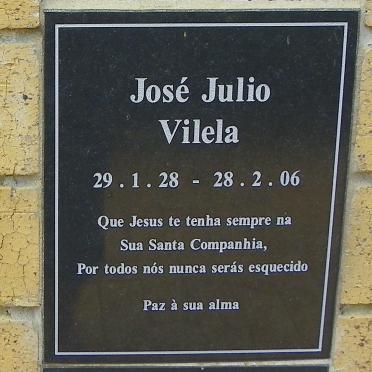 José Julio
Vilela
29 . 1 . 28 - 28 . 2 . 06
Que Jesus te tenha sempre na
Sua Santa Companhia,
Por todos nós nunca serás esquecido
Paz à sua alma